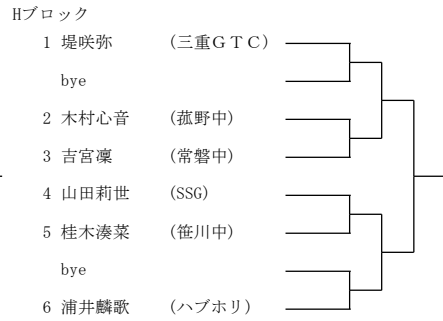 Hブロック
1 堤咲弥 (三重GTC)
bye
2 木村心音 (菰野中)
3 吉宮凜 (常磐中)
4 山田莉世 (SSG)
5 桂木湊菜 (笹川中)
bye
6 浦井麟歌 (ハブホリ)